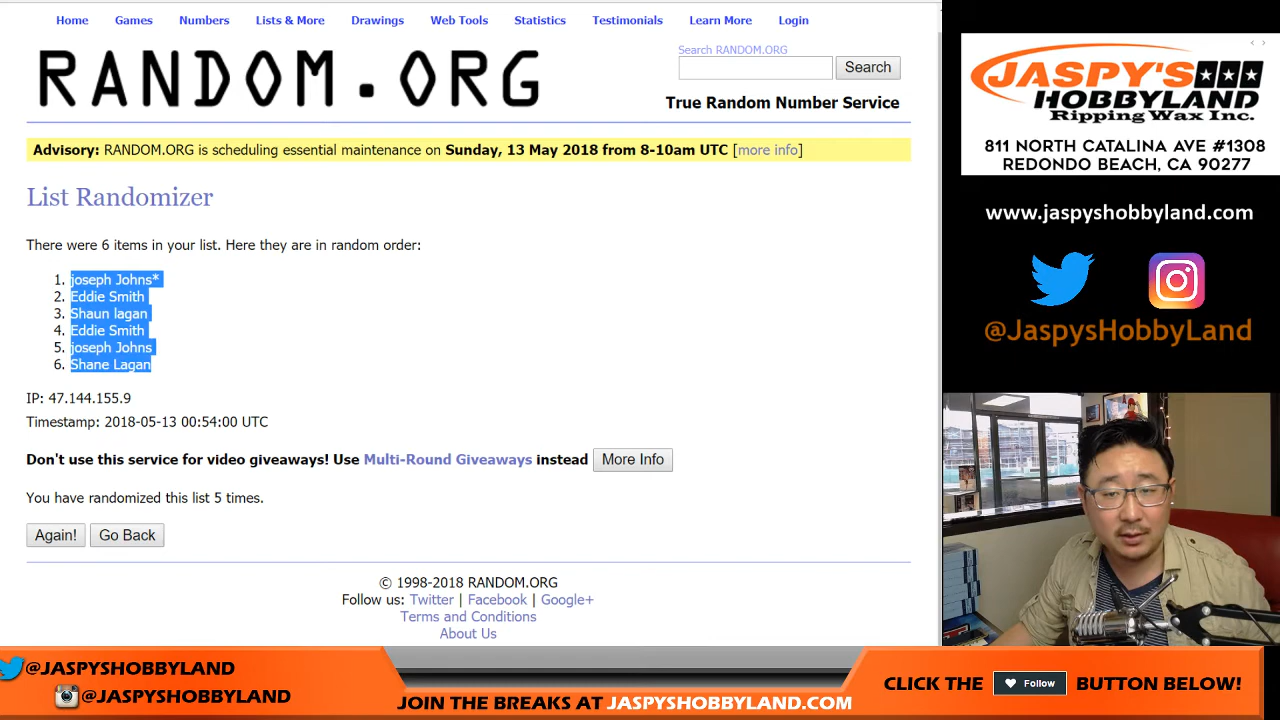 Home Games Numbers Lists & More Drawings Web Tools Statistics Testimonials Learn More Login
RANDOM.ORG
Search RANDOM.ORG
Search
True Random Number Service
Advisory: RANDOM.ORG is scheduling essential maintenance on Sunday, 13 May 2018 from 8-10am UTC [more info]
List Randomizer
There were 6 items in your list. Here they are in random order:
1. joseph Johns*
2. Eddie Smith
3. Shaun lagan
4. Eddie Smith
5. joseph Johns
6. Shane Lagan
IP: 47.144.155.9
Timestamp: 2018-05-13 00:54:00 UTC
Don't use this service for video giveaways! Use Multi-Round Giveaways instead More Info
You have randomized this list 5 times.
Again! Go Back
© 1998-2018 RANDOM.ORG
Follow us: Twitter | Facebook | Google+
Terms and Conditions
About Us
JASPY'S
HOBBYLAND
Ripping Wax Inc.
811 NORTH CATALINA AVE #1308
REDONDO BEACH, CA 90277
www.jaspyshobbyland.com
@JaspysHobbyLand
@JASPYSHOBBYLAND
@JASPYSHOBBYLAND
JOIN THE BREAKS AT JASPYSHOBBYLAND.COM
CLICK THE Follow BUTTON BELOW!